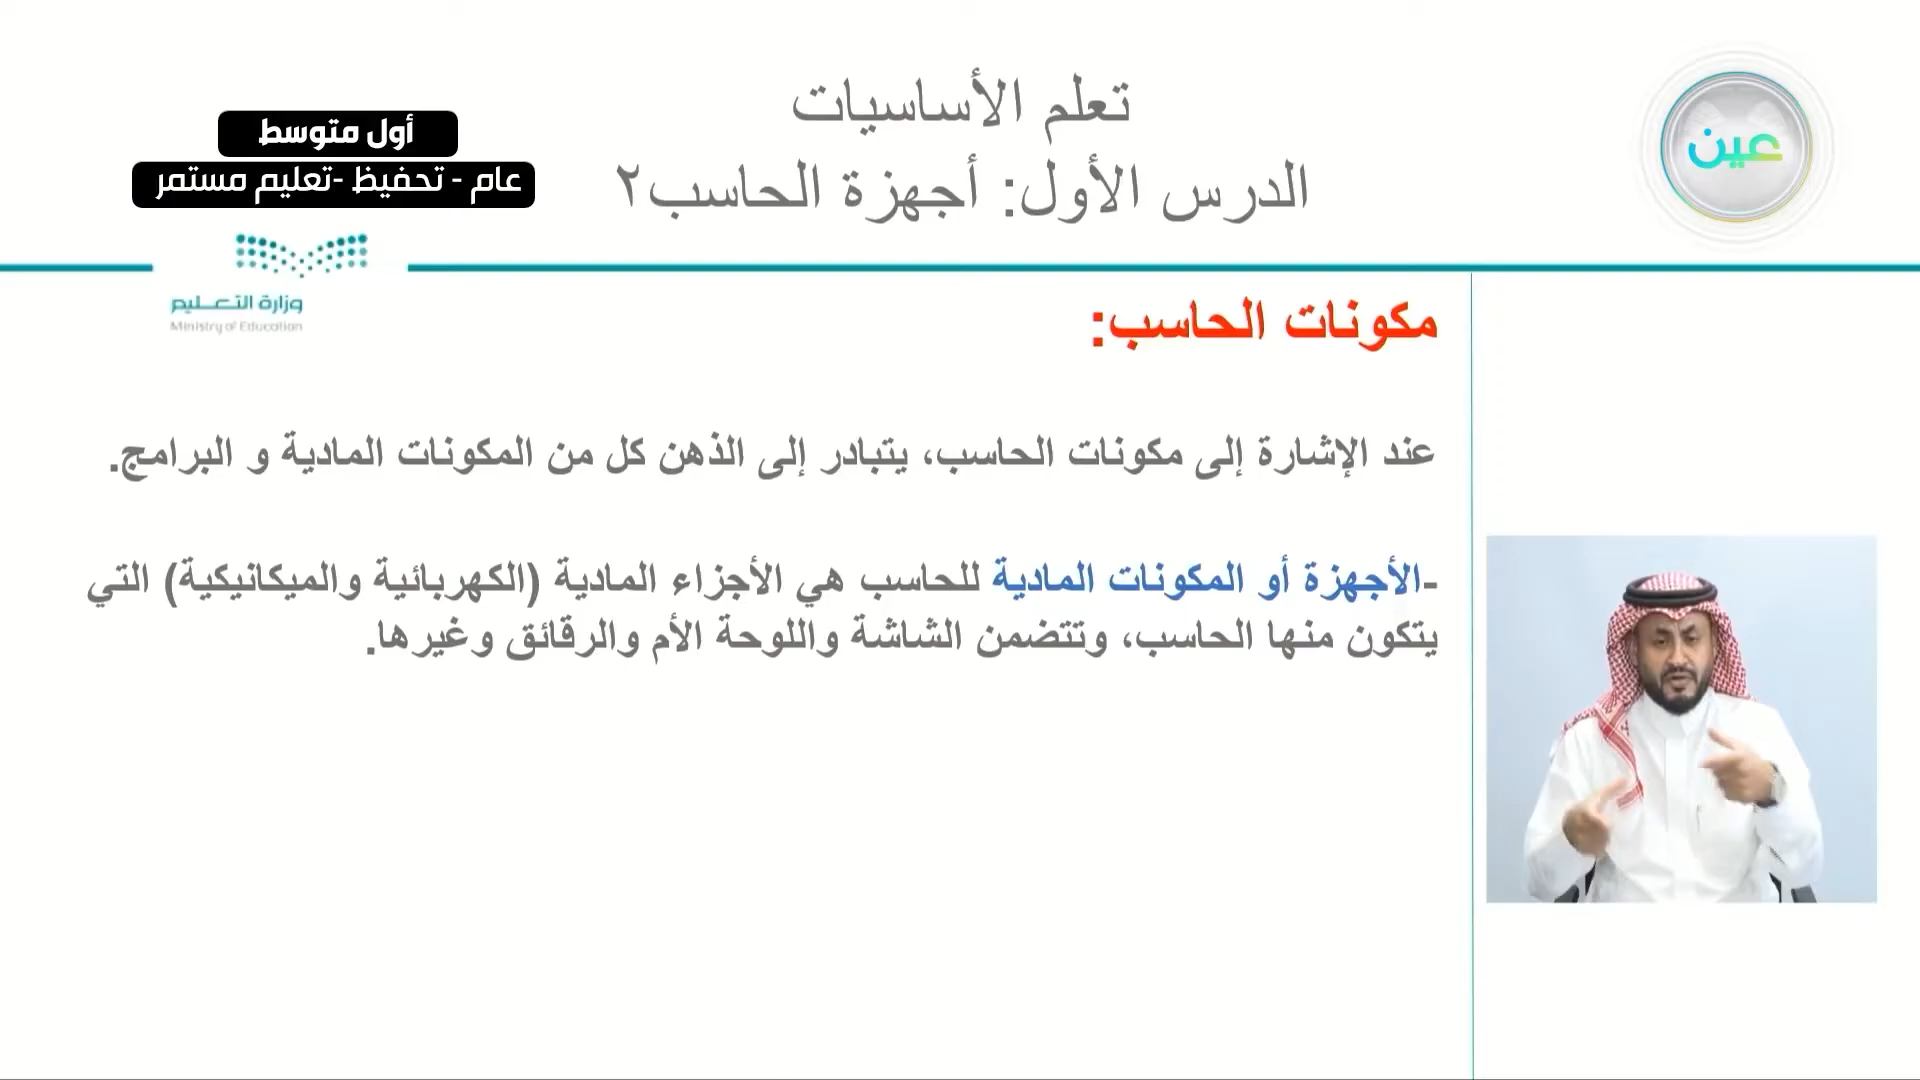 تعلم الأساسيات
الدرس الأول: أجهزة الحاسب٢
عين
أول متوسط
عام - تحفيظ -تعليم مستمر
وزارة التعليم
Ministry of Education
مكونات الحاسب:
عند الإشارة إلى مكونات الحاسب، يتبادر إلى الذهن كل من المكونات المادية و البرامج.
-الأجهزة أو المكونات المادية للحاسب هي الأجزاء المادية (الكهربائية والميكانيكية) التي
يتكون منها الحاسب، وتتضمن الشاشة واللوحة الأم والرقائق وغيرها.